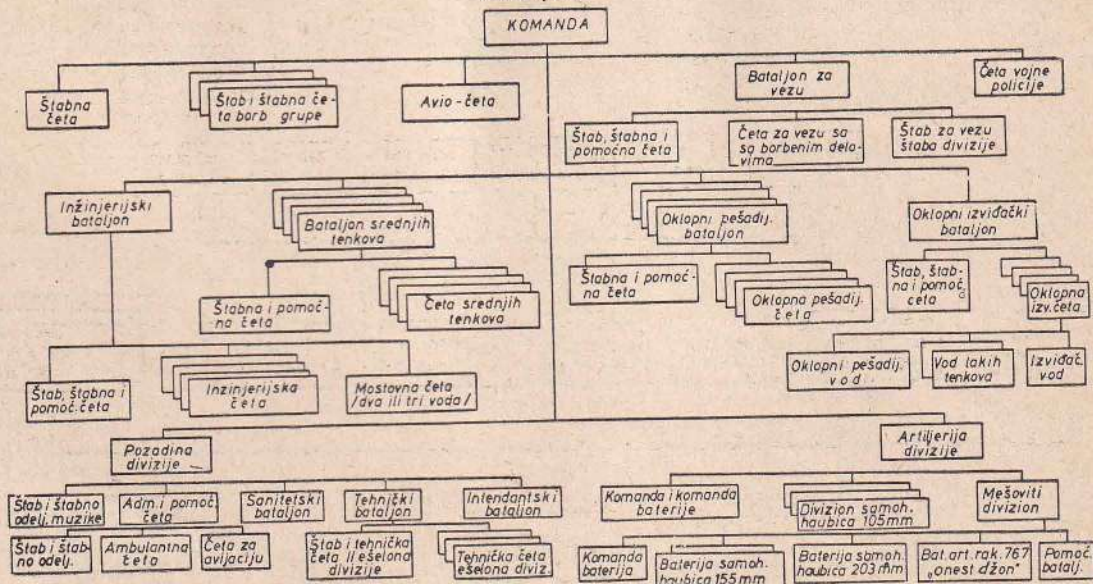 KOMANDA
Štabna
četa
Štab i štabna če-
ta borb grupe
Avio-četa
Bataljon za
vezu
Četa vojne
policije
Štab, štabna i
pomoćna četa
Četa za vezu sa
sa borbenim delo-
vima
Štab za vezu
štaba divizije
Inžinjerijski
bataljon
Bataljon srednjih
tenkova
Oklopni pešadij.
bataljon
Oklopni izviđački
bataljon
Štabna i pomoć-
na četa
Četa srednjih
tenkova
Štabna i pomoć-
na četa
Oklopna pešadij.
četa
Štab, štab-
na i pomoć.
četa
Oklopna
izv. četa
Oklopni pešadij.
vod
Vod lakih
tenkova
Izviđač.
vod
Štab, štabna i
pomoć. četa
Inzinjerijska
četa
Mostovna četa
/dva ili tri voda/
Pozadina
divizije
Artiljerija
divizije
Štab i štabno
odelj. muzike
Adm. i pomoć.
četa
Sanitetski
bataljon
Tehnički
bataljon
Intendantski
bataljon
Komanda i komanda
baterije
Divizion samoh.
haubica 105mm
Mešoviti
divizion
Štab i štab-
no odelj.
Ambulantna
četa
Četa za
avijaciju
Štab i tehnička
četa II ešelona
divizije
Tehnička četa
ešelona diviz.
Komanda
baterija
Baterija samoh.
haubica 155mm
Baterija samoh.
haubica 203mm
Bat. art. rak. 767
„onest džon"
Pomoć.
batalj.